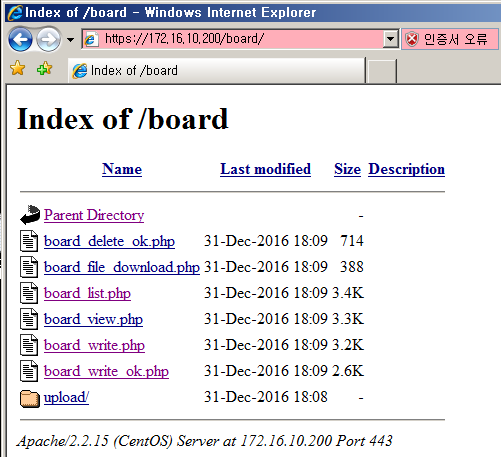 Index of /board - Windows Internet Explorer
https://172.16.10.200/board/ 인증서 오류
Index of /board
Index of /board
Name Last modified Size Description
Parent Directory -
board_delete_ok.php 31-Dec-2016 18:09 714
board_file_download.php 31-Dec-2016 18:09 388
board_list.php 31-Dec-2016 18:09 3.4K
board_view.php 31-Dec-2016 18:09 3.3K
board_write.php 31-Dec-2016 18:09 3.2K
board_write_ok.php 31-Dec-2016 18:09 2.6K
upload/ 31-Dec-2016 18:08 -
Apache/2.2.15 (CentOS) Server at 172.16.10.200 Port 443